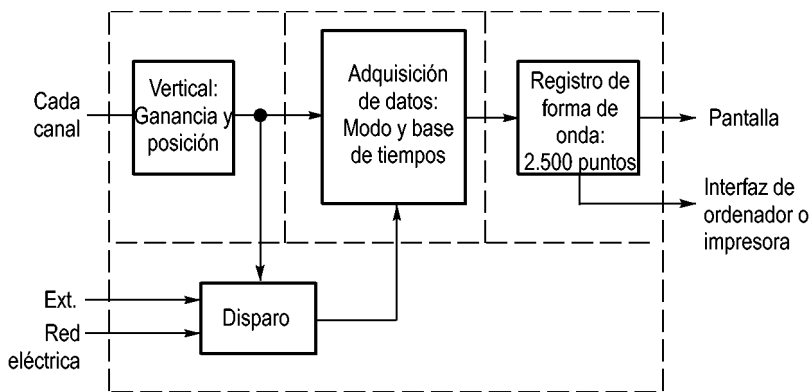 Cada
canal
Vertical:
Ganancia y
posición
Adquisición
de datos:
Modo y base
de tiempos
Registro de
forma de
onda:
2.500 puntos
Pantalla
Interfaz de
ordenador o
impresora
Ext.
Red
eléctrica
Disparo